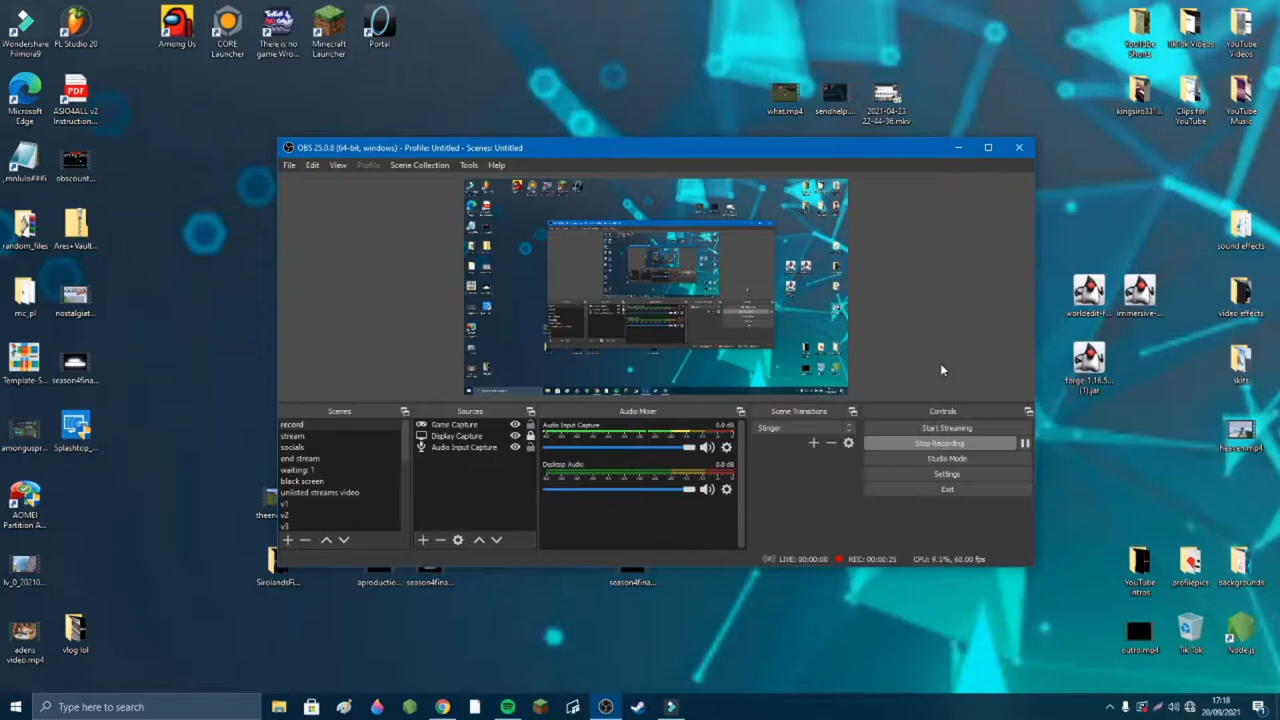 Wondershare
Filmora9
FL Studio 20
Among Us
CORE
Launcher
There is no
game Wro...
Minecraft
Launcher
Portal
YouTube
Shorts
TikTok Videos
YouTube
Videos
Microsoft
Edge
ASIO4ALL v2
Instruction...
what.mp4
sendhelp....
2021-04-23
22-44-36.mkv
kingsiro331...
Clips for
YouTube
YouTube
Music
obscount...
random_files
Ares+Vault...
sound effects
mc_pl
nostalgiat...
worldedit-f...
immersive-...
video effects
Template-S...
season4fina...
forge-1.16.5...
(1).jar
skits
amonguspr...
Splashtop_...
heaven.mp4
AOMEI
Partition A...
lv_0_20210...
SirolandsFi...
aproductio...
season4fina...
season4fina...
YouTube
Intros
profilepics
backgrounds
adens
video.mp4
vlog lol
outro.mp4
TikTok
Node.js
OBS 25.0.8 (64-bit, windows) - Profile: Untitled - Scenes: Untitled
File Edit View Profile Scene Collection Tools Help
Scenes
record
stream
socials
end stream
waiting: 1
black screen
unlisted streams video
v1
v2
v3
Sources
Game Capture
Display Capture
Audio Input Capture
Audio Mixer
Audio Input Capture 0.0 dB
Desktop Audio 0.0 dB
Scene Transitions
Stinger
Controls
Start Streaming
Stop Recording
Studio Mode
Settings
Exit
LIVE: 00:00:00 REC: 00:00:25 CPU: 9.1%, 60.00 fps
Type here to search
17:18
20/09/2021